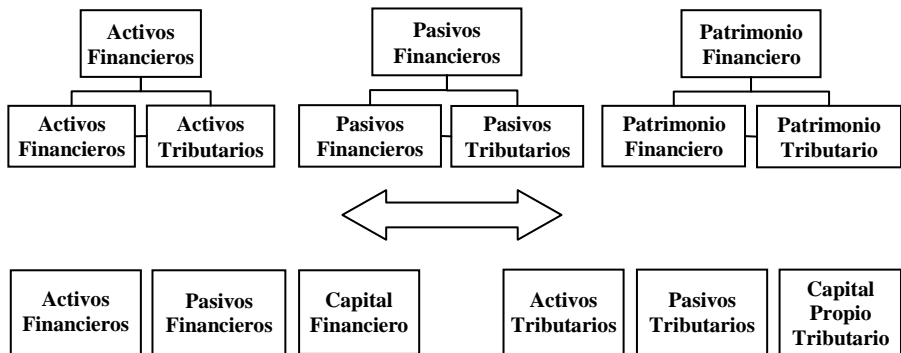 Activos
Financieros
Pasivos
Financieros
Patrimonio
Financiero
Activos
Financieros
Activos
Tributarios
Pasivos
Financieros
Pasivos
Tributarios
Patrimonio
Financiero
Patrimonio
Tributario
Activos
Financieros
Pasivos
Financieros
Capital
Financiero
Activos
Tributarios
Pasivos
Tributarios
Capital
Propio
Tributario